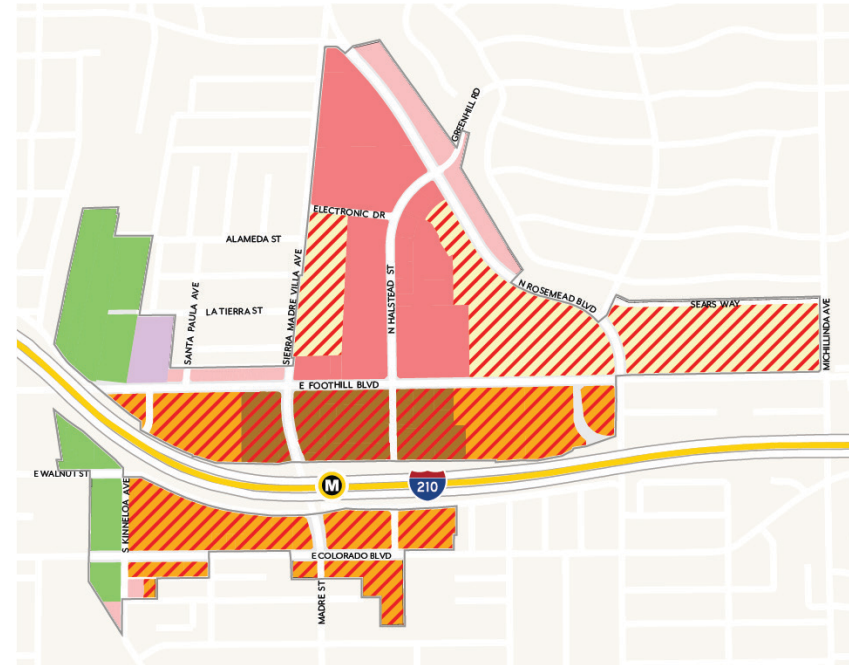 GREENHILL RD
ELECTRONIC DR
ALAMEDA ST
SANTA PAULA AVE
LA TIERRA ST
SIERRA MADRE VILLA AVE
N HALSTEAD ST
N ROSEMEAD BLVD
SEARS WAY
MICHILLINDA AVE
E FOOTHILL BLVD
E WALNUT ST
S KINNELOA AVE
M
210
E COLORADO BLVD
MADRE ST